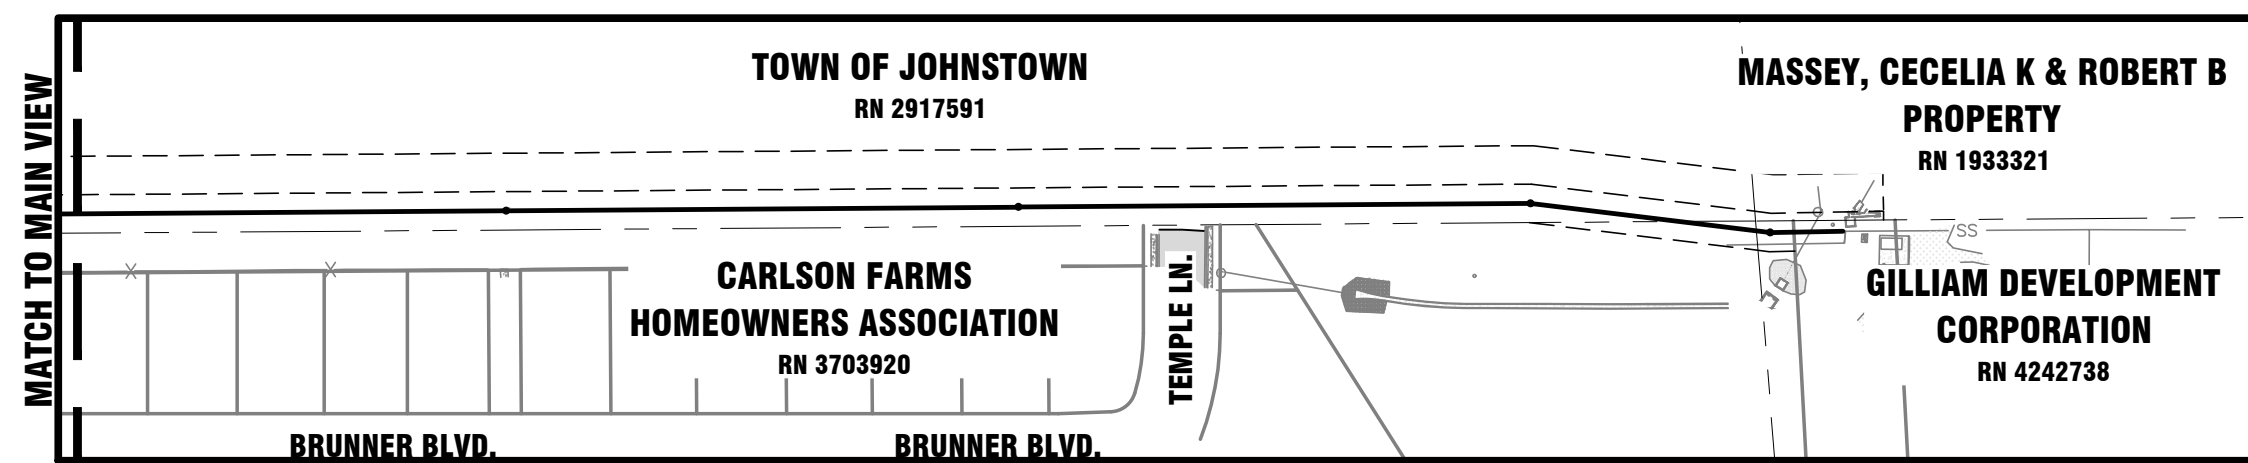 MATCH TO MAIN VIEW
TOWN OF JOHNSTOWN
RN 2917591
MASSEY, CECELIA K & ROBERT B
PROPERTY
RN 1933321
SS
CARLSON FARMS
HOMEOWNERS ASSOCIATION
RN 3703920
TEMPLE LN.
GILLIAM DEVELOPMENT
CORPORATION
RN 4242738
BRUNNER BLVD.
BRUNNER BLVD.